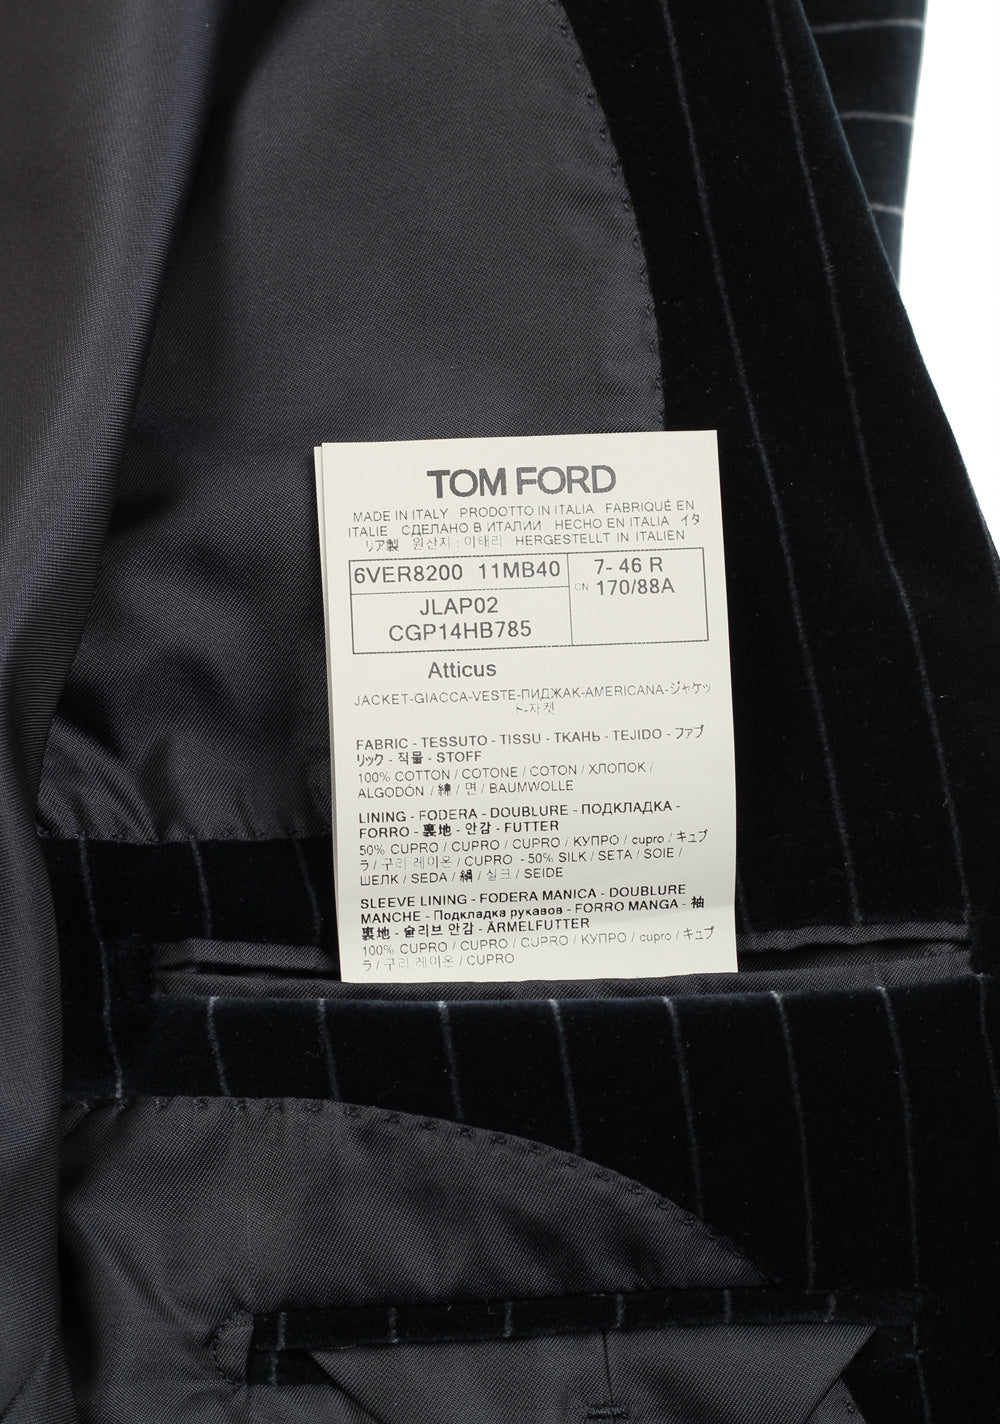 TOM FORD
MADE IN ITALY PRODOTTO IN ITALIA FABRIQUÉ EN
ITALIE СДЕЛАНО В ИТАЛИИ HECHO EN ITALIA イタ
リア製 원산지 : 이태리 HERGESTELLT IN ITALIEN
6VER8200 11MB40
7- 46 R
CN 170/88A
JLAP02
CGP14HB785
Atticus
JACKET-GIACCA-VESTE-ПИДЖАК-AMERICANA-ジャケッ
ト-자켓
FABRIC - TESSUTO - TISSU - ТКАНЬ - TEJIDO - ファブ
リック - 직물 - STOFF
100% COTTON / COTONE / COTON / ХЛОПОК /
ALGODÓN / 綿 / 면 / BAUMWOLLE
LINING - FODERA - DOUBLURE - ПОДКЛАДКА -
FORRO - 裏地 - 안감 - FUTTER
50% CUPRO / CUPRO / CUPRO / КУПРО / cupro / キュプ
ラ / 구리 레이온 / CUPRO - 50% SILK / SETA / SOIE /
ШЕЛК / SEDA / 絹 / 실크 / SEIDE
SLEEVE LINING - FODERA MANICA - DOUBLURE
MANCHE - Подкладка рукавов - FORRO MANGA - 袖
裏地 - 슬리브 안감 - ÄRMELFUTTER
100% CUPRO / CUPRO / CUPRO / КУПРО / cupro / キュプ
ラ / 구리 레이온 / CUPRO